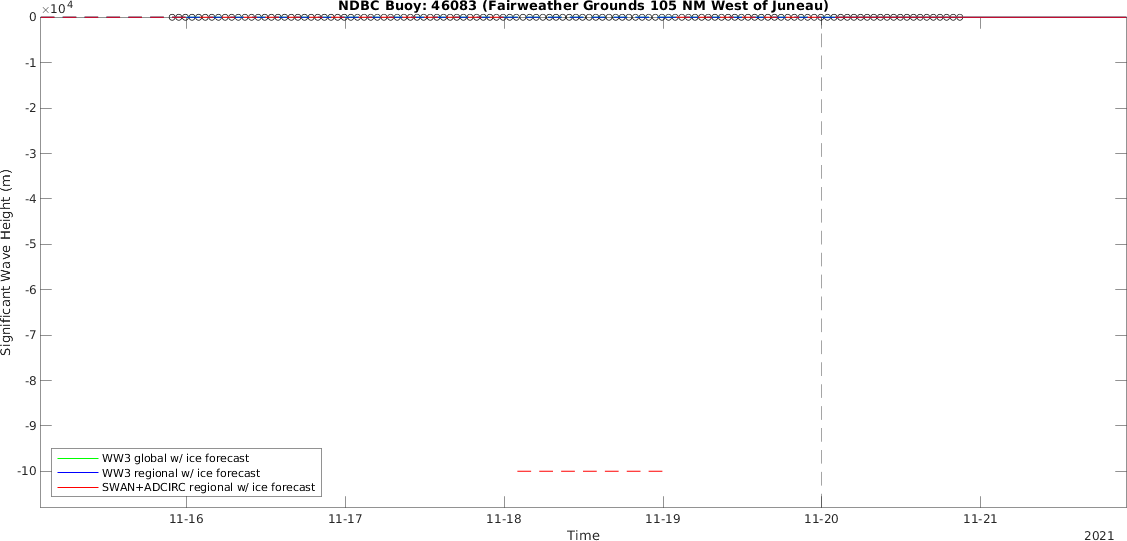 NDBC Buoy: 46083 (Fairweather Grounds 105 NM West of Juneau)
×10⁴
0
-1
-2
-3
-4
-5
-6
-7
-8
-9
-10
Significant Wave Height (m)
WW3 global w/ ice forecast
WW3 regional w/ ice forecast
SWAN+ADCIRC regional w/ ice forecast
11-16 11-17 11-18 11-19 11-20 11-21
Time
2021